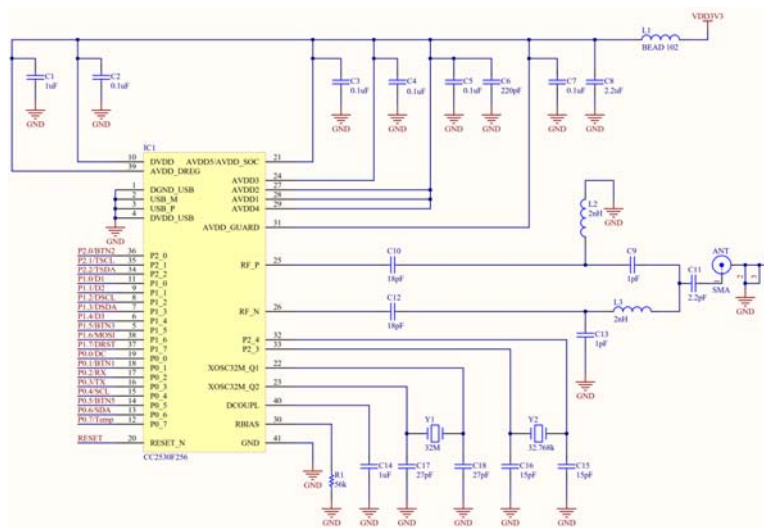 VDD3V3
L1
BEAD 102
C1
1uF
C2
0.1uF
C3
0.1uF
C4
0.1uF
C5
0.1uF
C6
220pF
C7
0.1uF
C8
2.2uF
GND GND GND GND GND GND GND GND
IC1
10 DVDD AVDD5/AVDD_SOC 21
39 AVDD_DREG
AVDD3 24
1 DGND_USB AVDD2 27
2 USB_M AVDD1 28
3 USB_P AVDD4 29
4 DVDD_USB
AVDD_GUARD 31
GND
L2
2nH
GND
P2.0/BTN2 36 P2_0
P2.1/TSCL 35 P2_1
P2.2/TSDA 34 P2_2
P1.0/D1 11 P1_0
P1.1/D2 9 P1_1
P1.2/DSCL 8 P1_2
P1.3/DSDA 7 P1_3
P1.4/D3 6 P1_4
P1.5/BTN3 5 P1_5
P1.6/MOSI 38 P1_6
P1.7/DRST 37 P1_7
P0.0/DC 19 P0_0
P0.1/BTN1 18 P0_1
P0.2/RX 17 P0_2
P0.3/TX 16 P0_3
P0.4/SCL 15 P0_4
P0.5/BTN5 14 P0_5
P0.6/SDA 13 P0_6
P0.7/Temp 12 P0_7
RESET 20 RESET_N
RF_P 25
C10
18pF
C9
1pF
C11
2.2pF
ANT
SMA
1
2
3
GND
RF_N 26
C12
18pF
L3
2nH
C13
1pF
GND
P2_4 32
P2_3 33
XOSC32M_Q1 22
XOSC32M_Q2 23
DCOUPL 40
RBIAS 30
GND 41
CC2530F256
GND
Y1
32M
Y2
32.768k
R1
56k
C14
1uF
C17
27pF
C18
27pF
C16
15pF
C15
15pF
GND GND GND GND GND GND